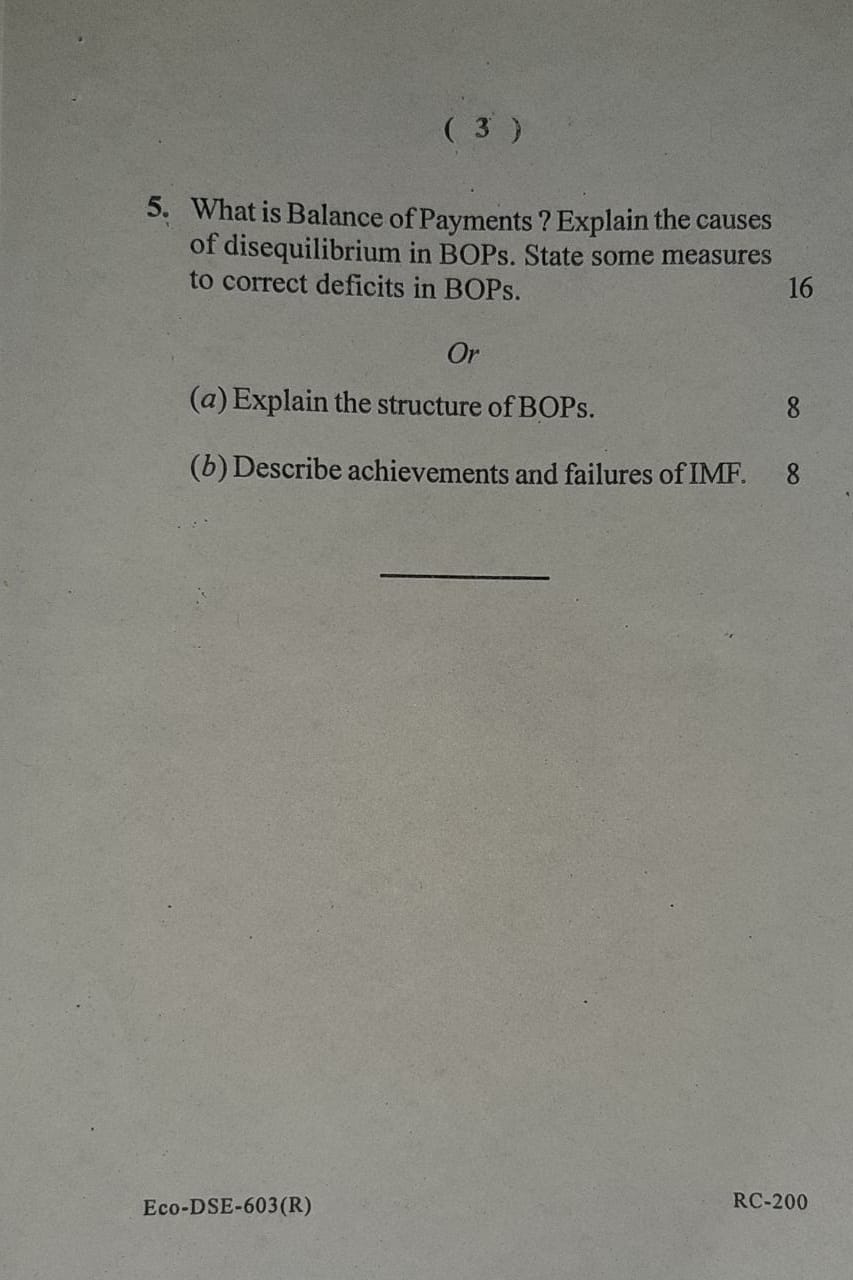 ( 3 )
5. What is Balance of Payments ? Explain the causes
of disequilibrium in BOPs. State some measures
to correct deficits in BOPs. 16
Or
(a) Explain the structure of BOPs. 8
(b) Describe achievements and failures of IMF. 8
Eco-DSE-603(R) RC-200